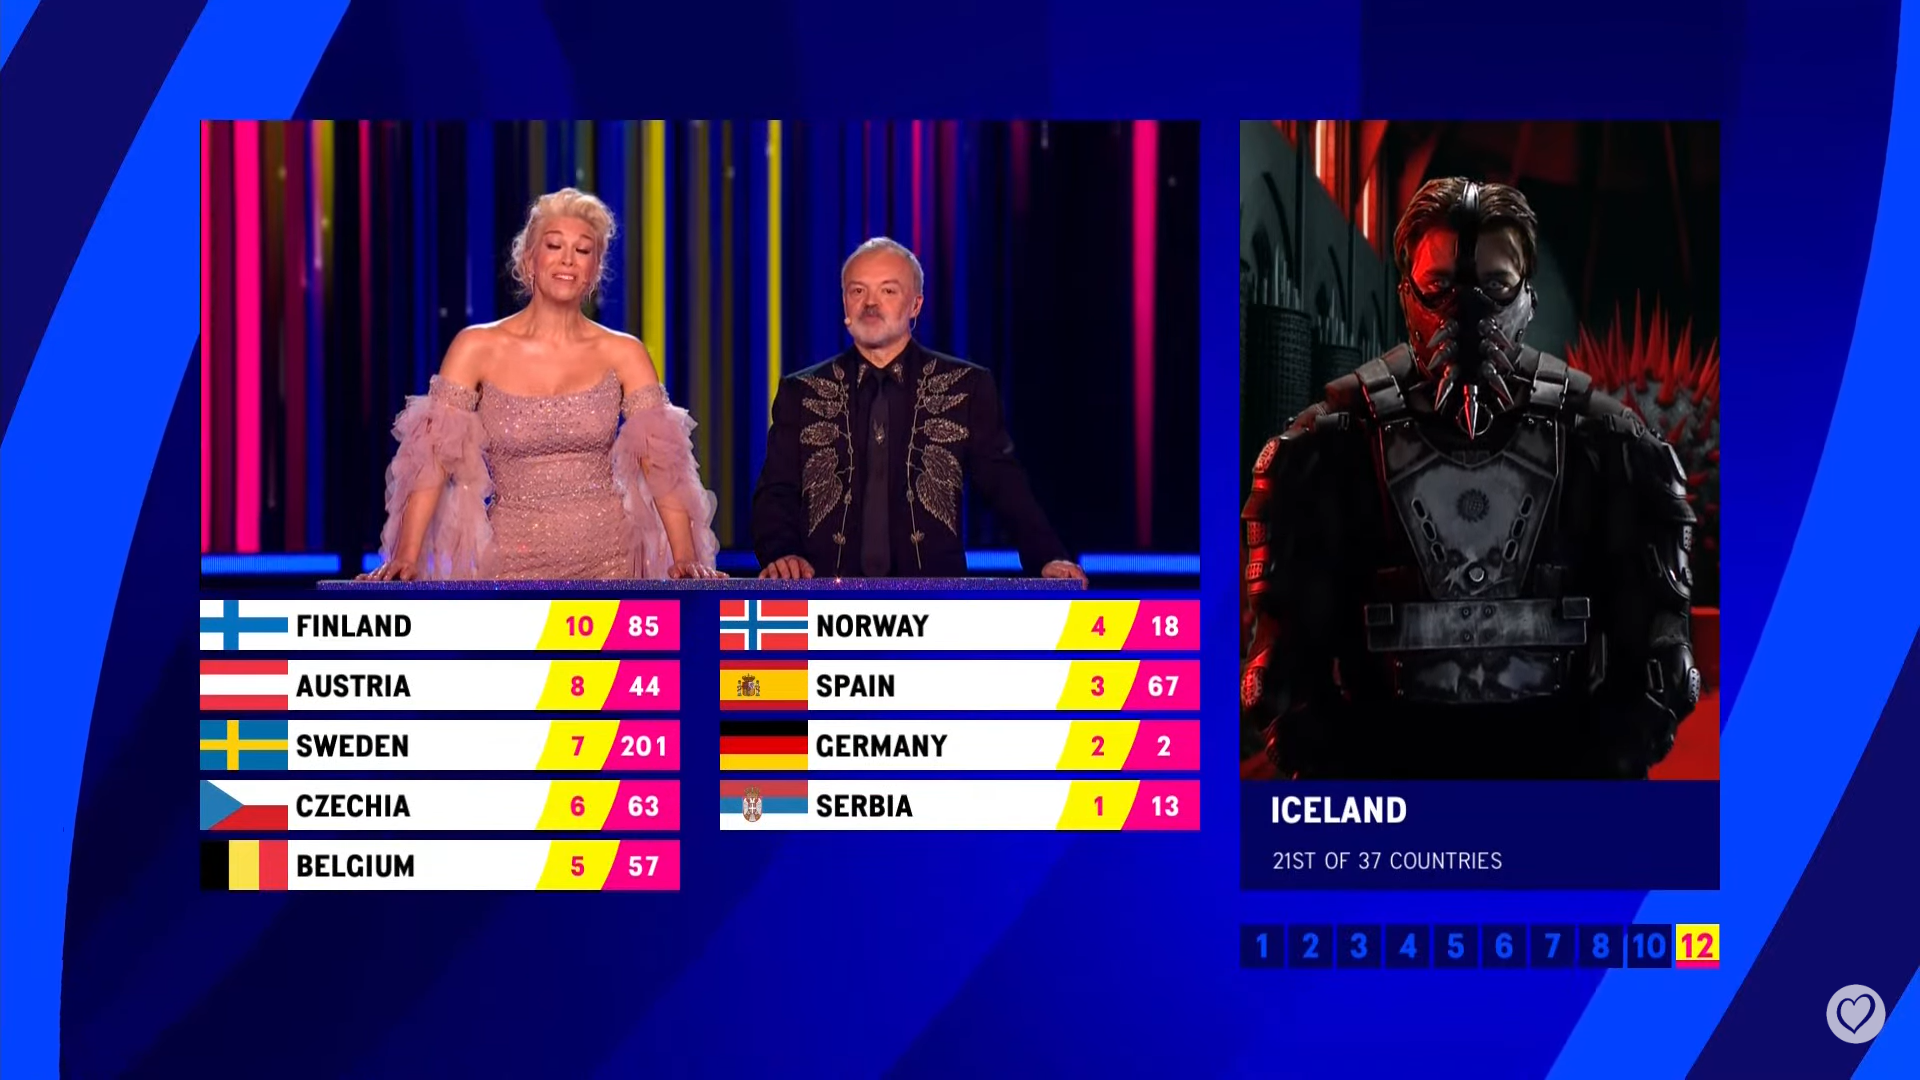 FINLAND 10 85
AUSTRIA 8 44
SWEDEN 7 201
CZECHIA 6 63
BELGIUM 5 57
NORWAY 4 18
SPAIN 3 67
GERMANY 2 2
SERBIA 1 13
ICELAND
21ST OF 37 COUNTRIES
1 2 3 4 5 6 7 8 10 12